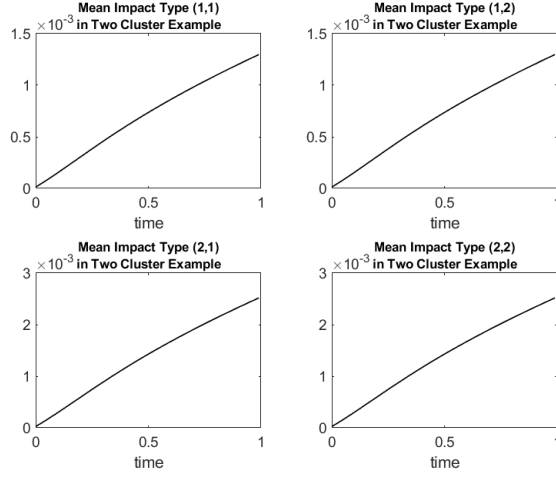 Mean Impact Type (1,1)
×10⁻³ in Two Cluster Example
1.5
1
0.5
0
0 0.5 1
time
Mean Impact Type (1,2)
×10⁻³ in Two Cluster Example
1.5
1
0.5
0
0 0.5 1
time
Mean Impact Type (2,1)
×10⁻³ in Two Cluster Example
3
2
1
0
0 0.5 1
time
Mean Impact Type (2,2)
×10⁻³ in Two Cluster Example
3
2
1
0
0 0.5 1
time